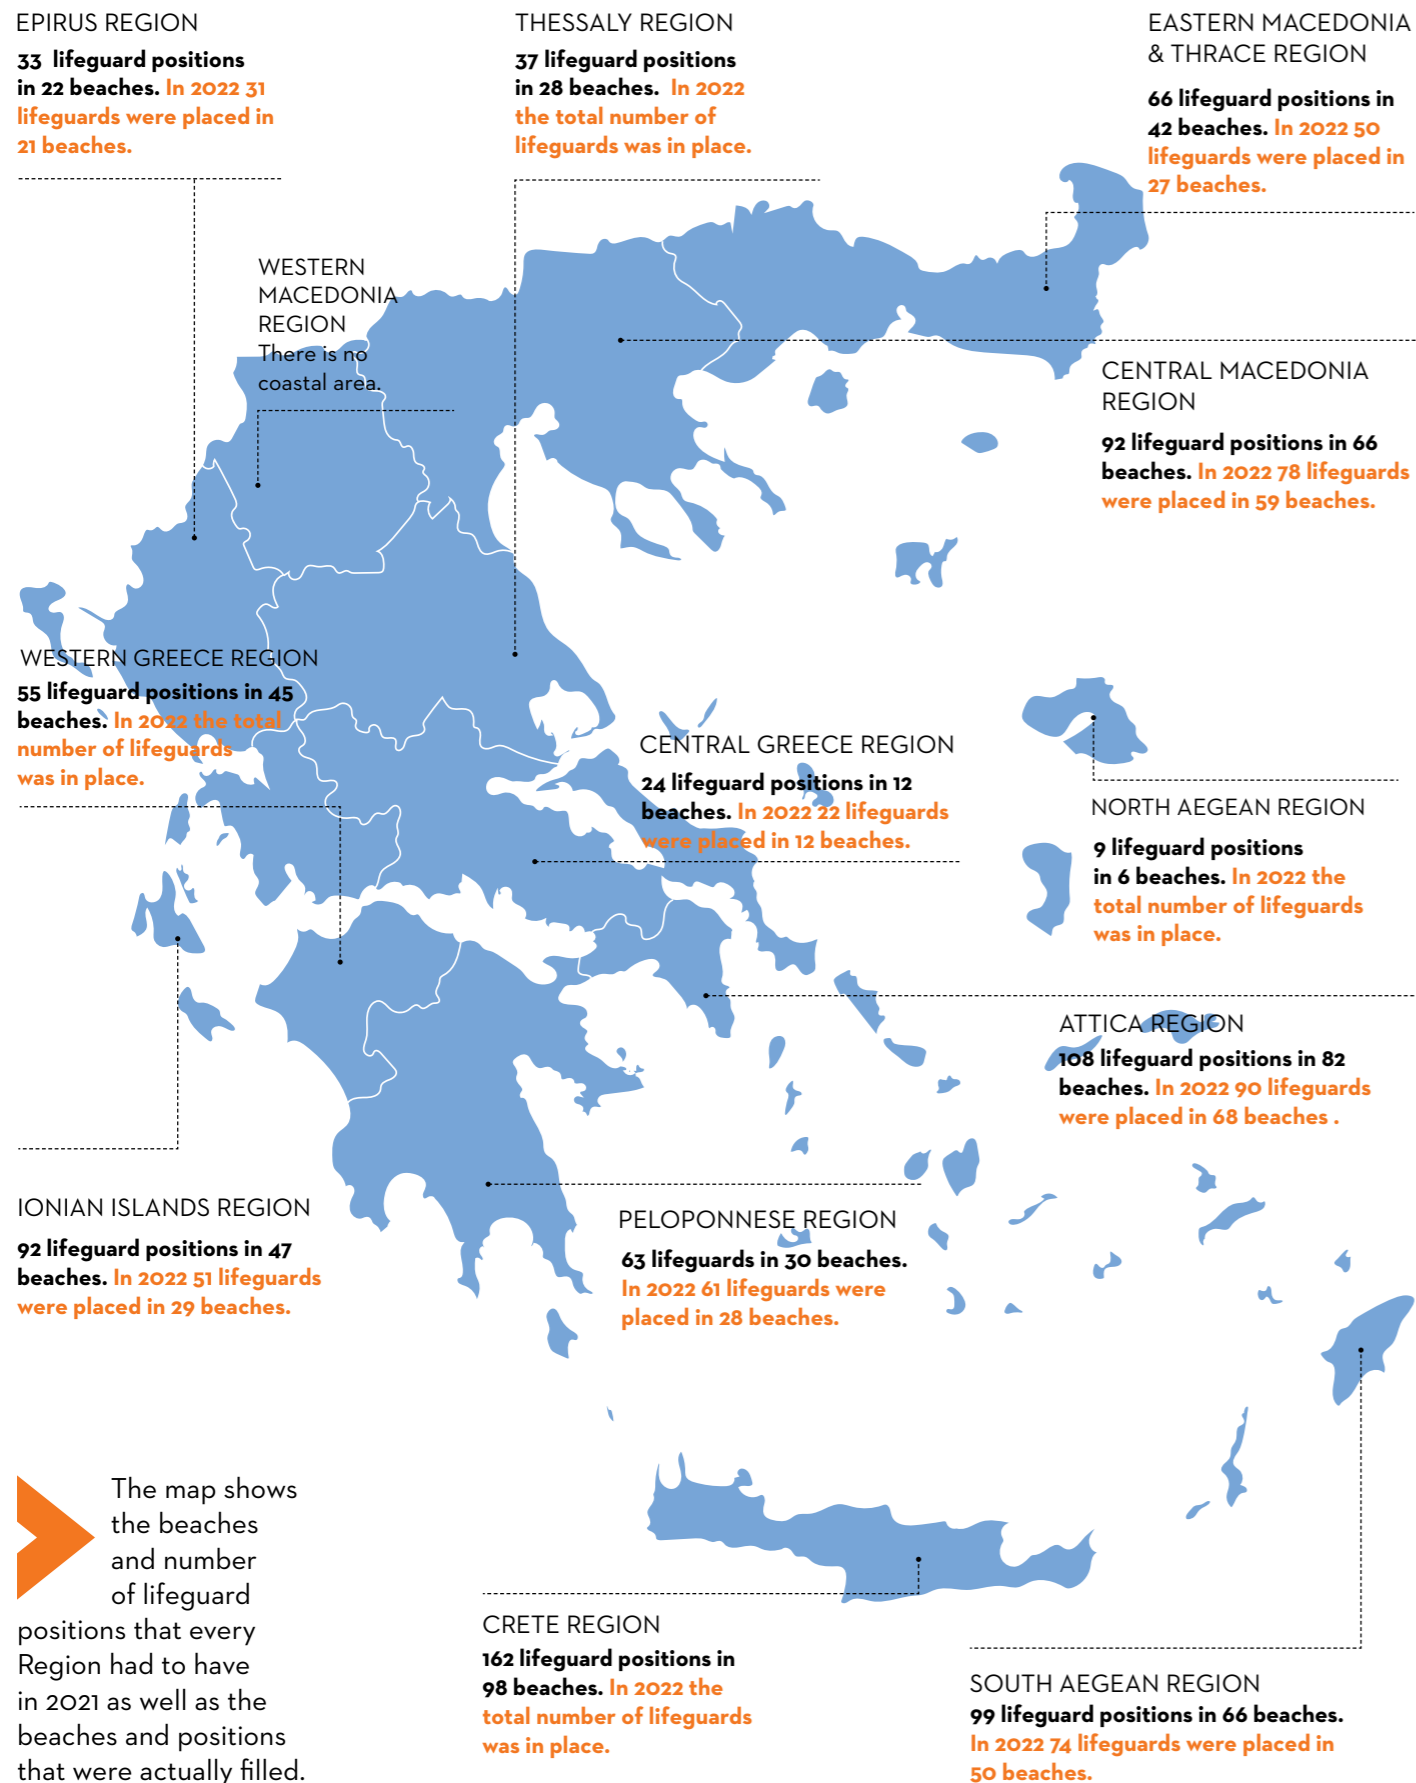 EPIRUS REGION
33 lifeguard positions
in 22 beaches. In 2022 31
lifeguards were placed in
21 beaches.
THESSALY REGION
37 lifeguard positions
in 28 beaches. In 2022
the total number of
lifeguards was in place.
EASTERN MACEDONIA
& THRACE REGION
66 lifeguard positions in
42 beaches. In 2022 50
lifeguards were placed in
27 beaches.
WESTERN
MACEDONIA
REGION
There is no
coastal area.
CENTRAL MACEDONIA
REGION
92 lifeguard positions in 66
beaches. In 2022 78 lifeguards
were placed in 59 beaches.
WESTERN GREECE REGION
55 lifeguard positions in 45
beaches. In 2022 the total
number of lifeguards
was in place.
CENTRAL GREECE REGION
24 lifeguard positions in 12
beaches. In 2022 22 lifeguards
were placed in 12 beaches.
NORTH AEGEAN REGION
9 lifeguard positions
in 6 beaches. In 2022 the
total number of lifeguards
was in place.
ATTICA REGION
108 lifeguard positions in 82
beaches. In 2022 90 lifeguards
were placed in 68 beaches .
IONIAN ISLANDS REGION
92 lifeguard positions in 47
beaches. In 2022 51 lifeguards
were placed in 29 beaches.
PELOPONNESE REGION
63 lifeguards in 30 beaches.
In 2022 61 lifeguards were
placed in 28 beaches.
The map shows
the beaches
and number
of lifeguard
positions that every
Region had to have
in 2021 as well as the
beaches and positions
that were actually filled.
CRETE REGION
162 lifeguard positions in
98 beaches. In 2022 the
total number of lifeguards
was in place.
SOUTH AEGEAN REGION
99 lifeguard positions in 66 beaches.
In 2022 74 lifeguards were placed in
50 beaches.